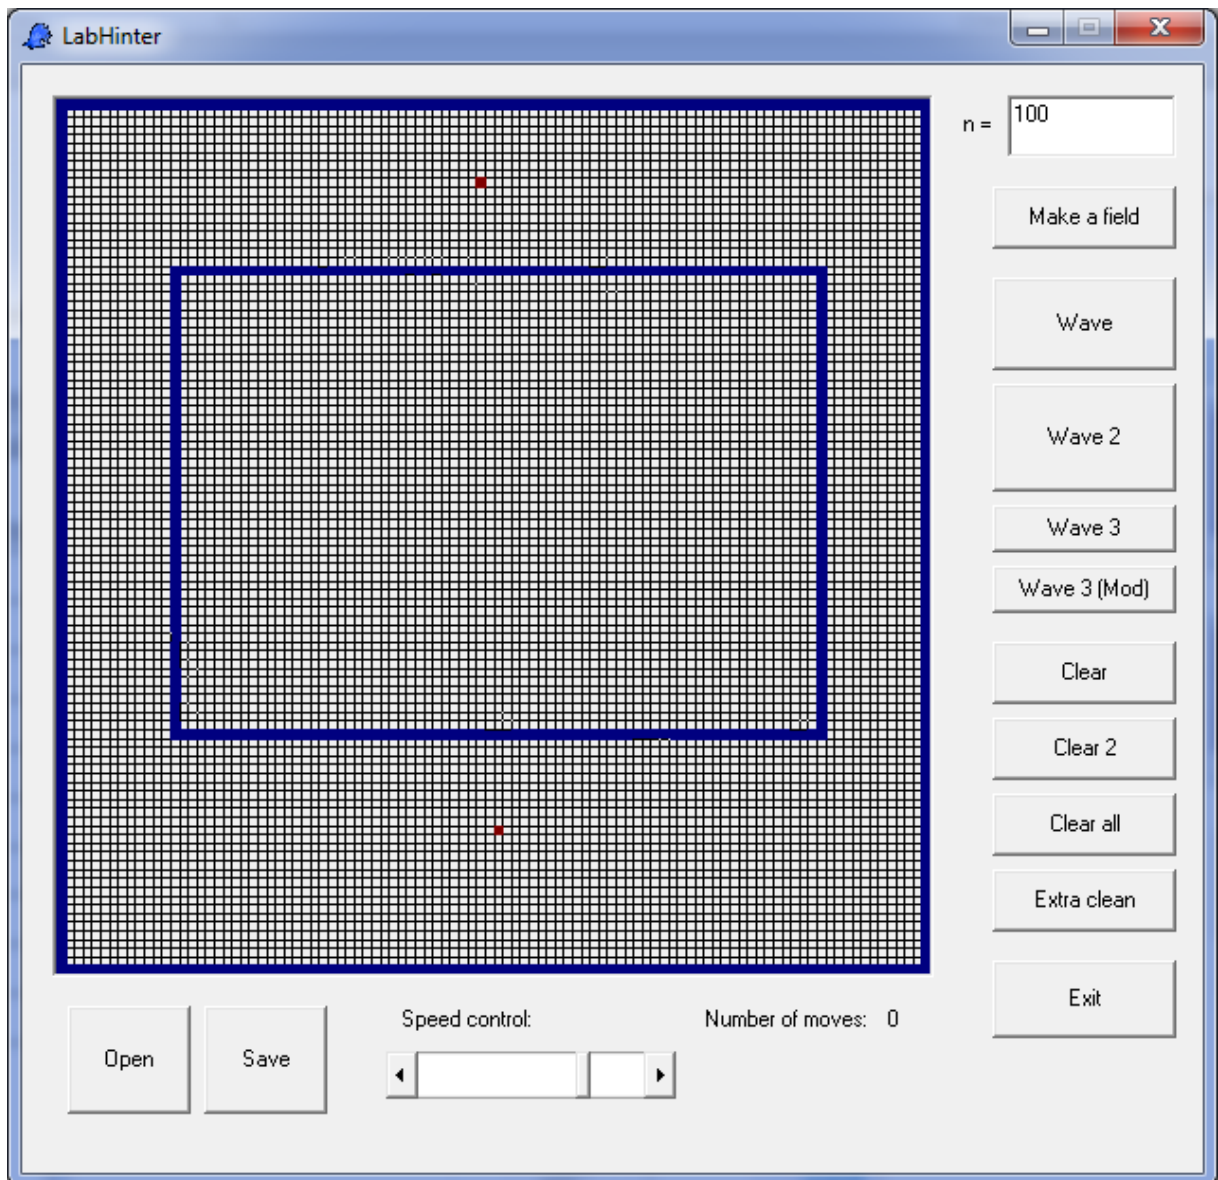 LabHinter
n =
100
Make a field
Wave
Wave 2
Wave 3
Wave 3 (Mod)
Clear
Clear 2
Clear all
Extra clean
Exit
Open
Save
Speed control:
Number of moves: 0